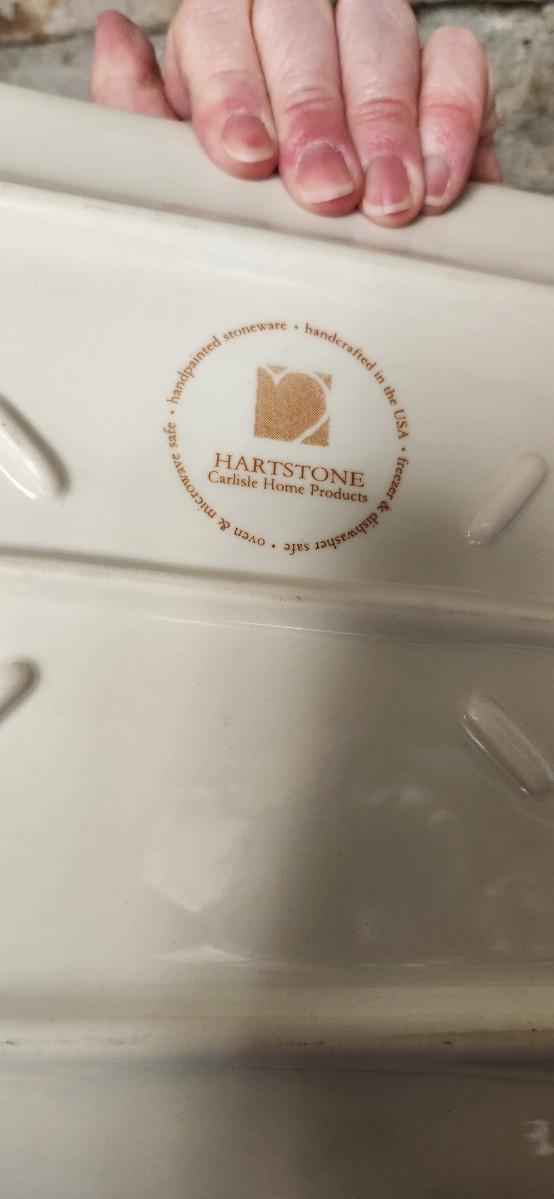 handpainted stoneware • handcrafted in the USA • freezer & dishwasher safe • oven & microwave safe •
HARTSTONE
Carlisle Home Products